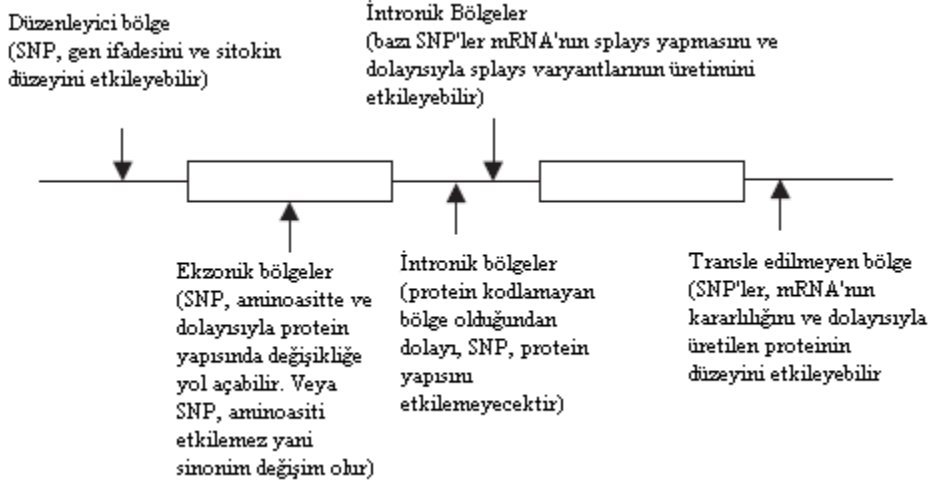 Düzenleyici bölge
(SNP, gen ifadesini ve sitokin
düzeyini etkileyebilir)
İntronik Bölgeler
(bazı SNP'ler mRNA'nın splays yapmasını ve
dolayısıyla splays varyantlarının üretimini
etkileyebilir)
Ekzonik bölgeler
(SNP, aminoasitte ve
dolayısıyla protein
yapısında değişikliğe
yol açabilir. Veya
SNP, aminoasiti
etkilemez yani
sinonim değişim olur)
İntronik bölgeler
(protein kodlamayan
bölge olduğundan
dolayı, SNP, protein
yapısını
etkilemeyecektir)
Transle edilmeyen bölge
(SNP'ler, mRNA'nın
kararlılığını ve dolayısıyla
üretilen proteinin
düzeyini etkileyebilir